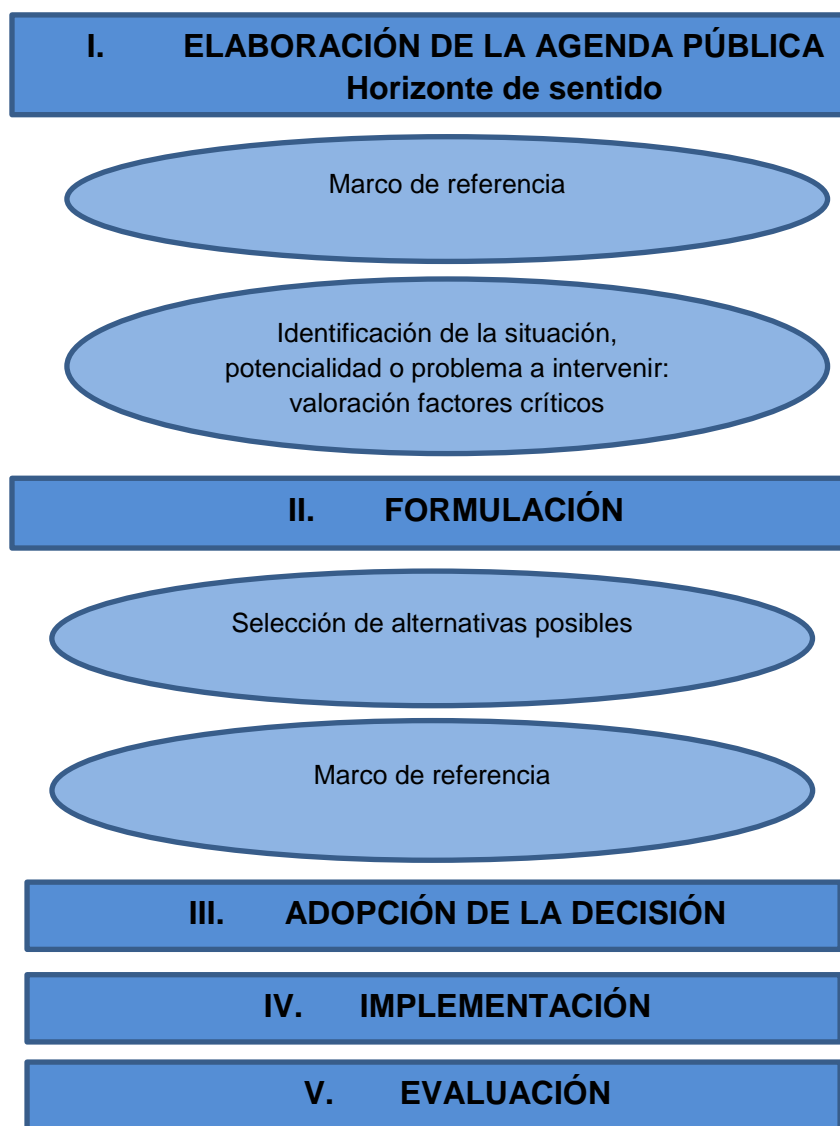 I. ELABORACIÓN DE LA AGENDA PÚBLICA
Horizonte de sentido
Marco de referencia
Identificación de la situación,
potencialidad o problema a intervenir:
valoración factores críticos
II. FORMULACIÓN
Selección de alternativas posibles
Marco de referencia
III. ADOPCIÓN DE LA DECISIÓN
IV. IMPLEMENTACIÓN
V. EVALUACIÓN